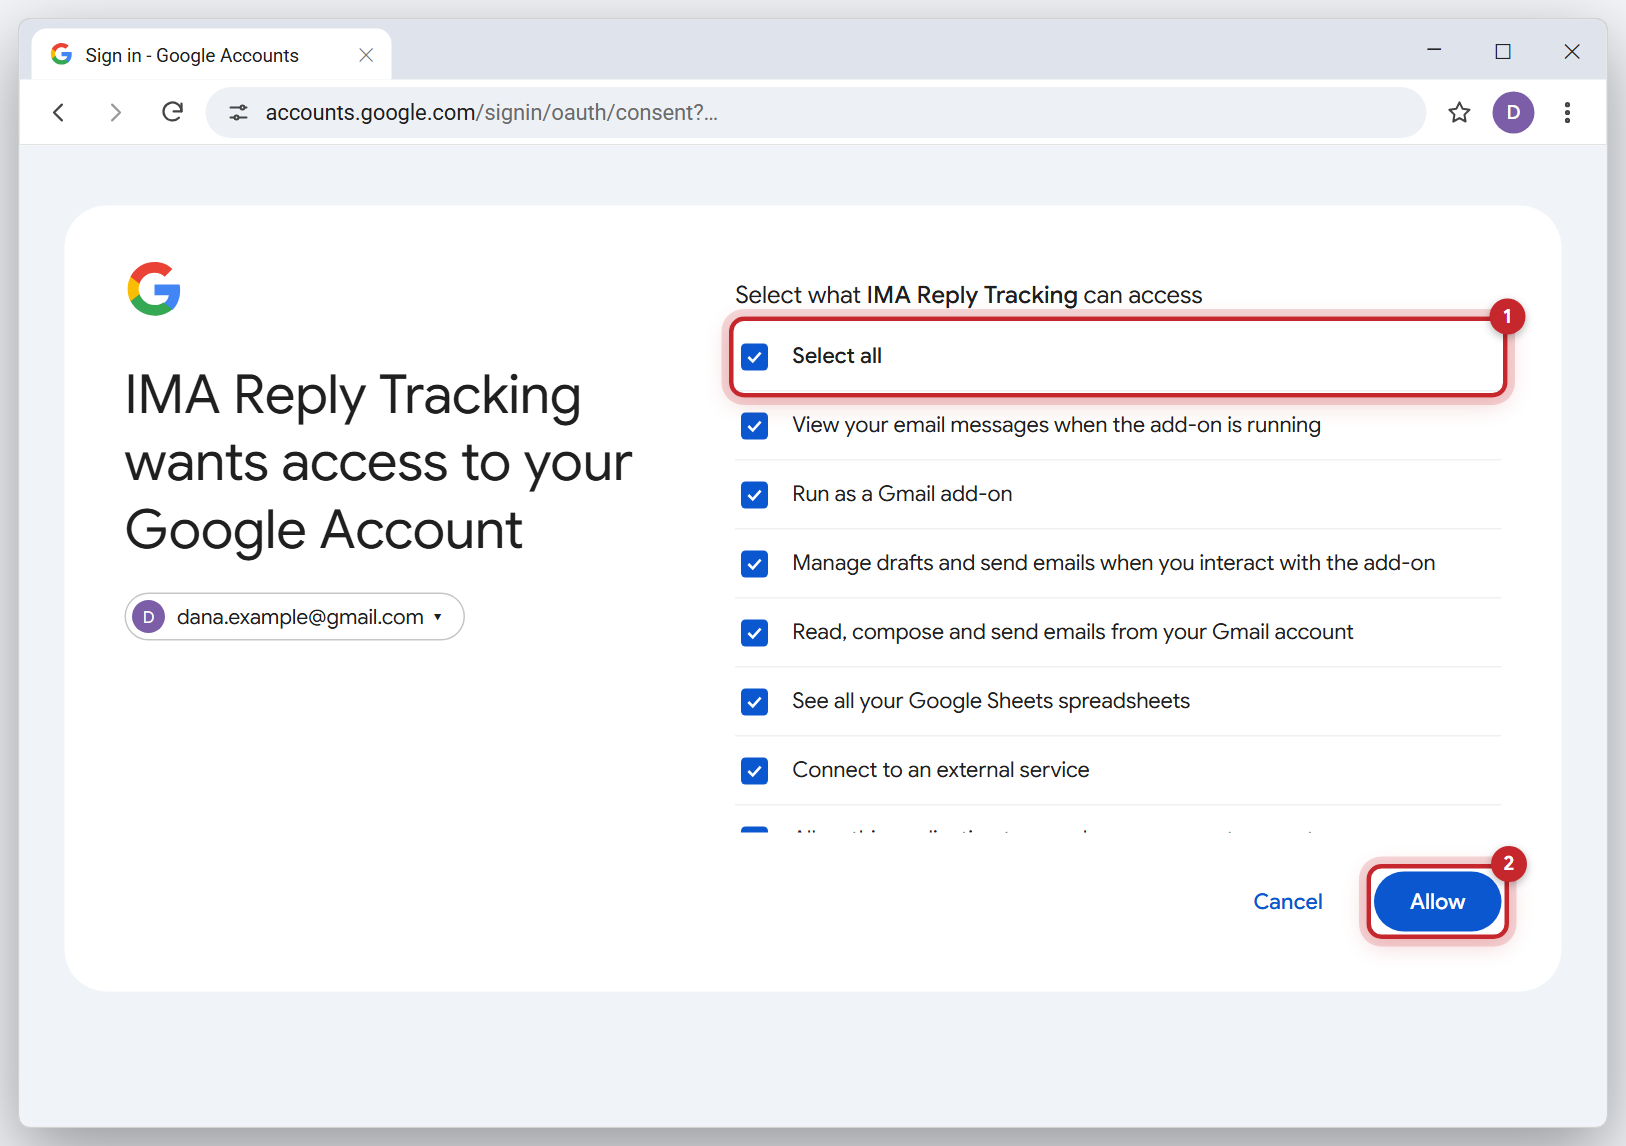 Sign in - Google Accounts
accounts.google.com/signin/oauth/consent?...
D
IMA Reply Tracking
wants access to your
Google Account
D dana.example@gmail.com
Select what IMA Reply Tracking can access
1
Select all
View your email messages when the add-on is running
Run as a Gmail add-on
Manage drafts and send emails when you interact with the add-on
Read, compose and send emails from your Gmail account
See all your Google Sheets spreadsheets
Connect to an external service
2
Cancel
Allow